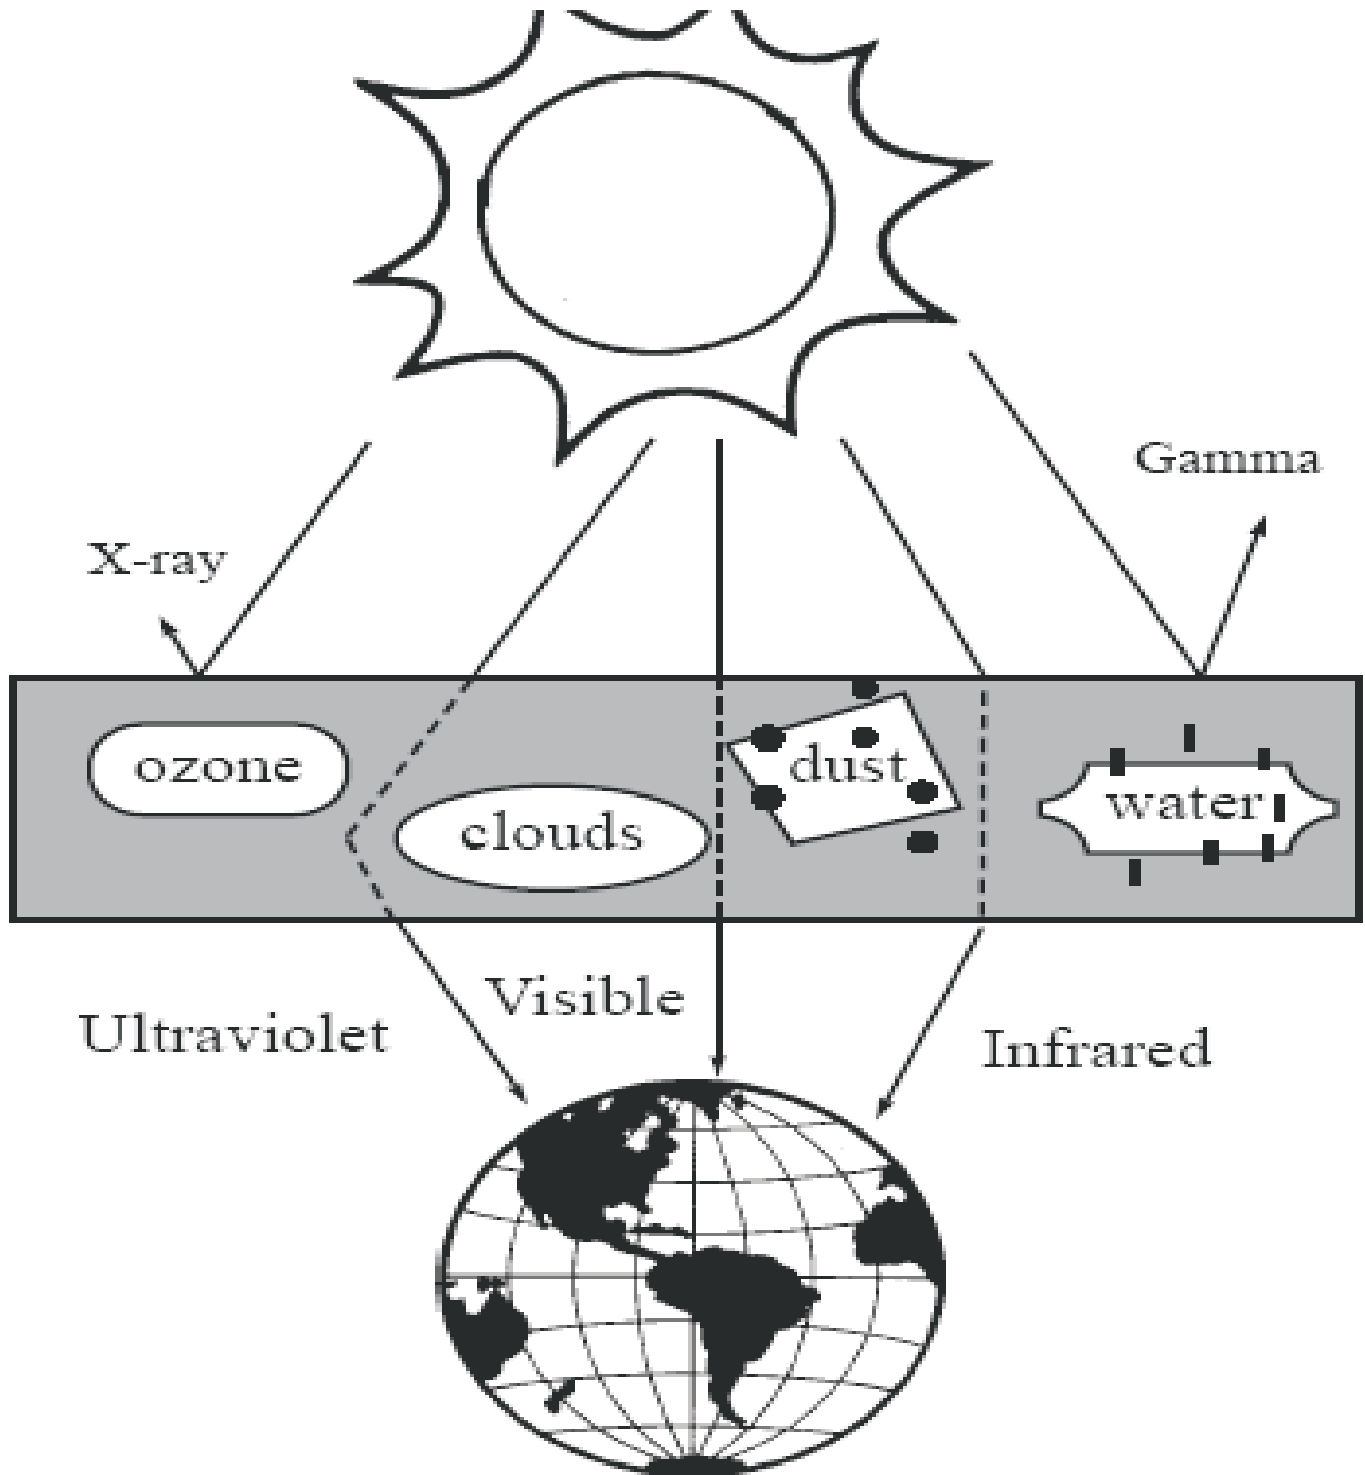 Gamma
X-ray
ozone
dust
water
clouds
Visible
Ultraviolet
Infrared